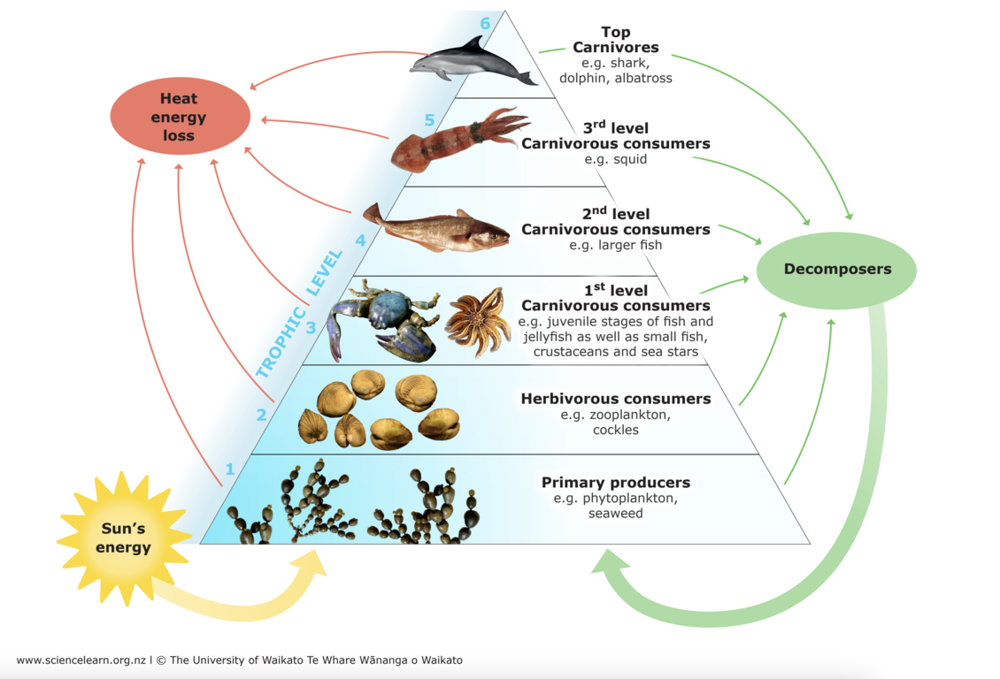 6
Top
Carnivores
e.g. shark,
dolphin, albatross
Heat
energy
loss
5
3rd level
Carnivorous consumers
e.g. squid
2nd level
Carnivorous consumers
e.g. larger fish
4
Decomposers
TROPHIC LEVEL
1st level
Carnivorous consumers
e.g. juvenile stages of fish and
jellyfish as well as small fish,
crustaceans and sea stars
3
2
Herbivorous consumers
e.g. zooplankton,
cockles
1
Primary producers
e.g. phytoplankton,
seaweed
Sun's
energy
www.sciencelearn.org.nz l © The University of Waikato Te Whare Wānanga o Waikato